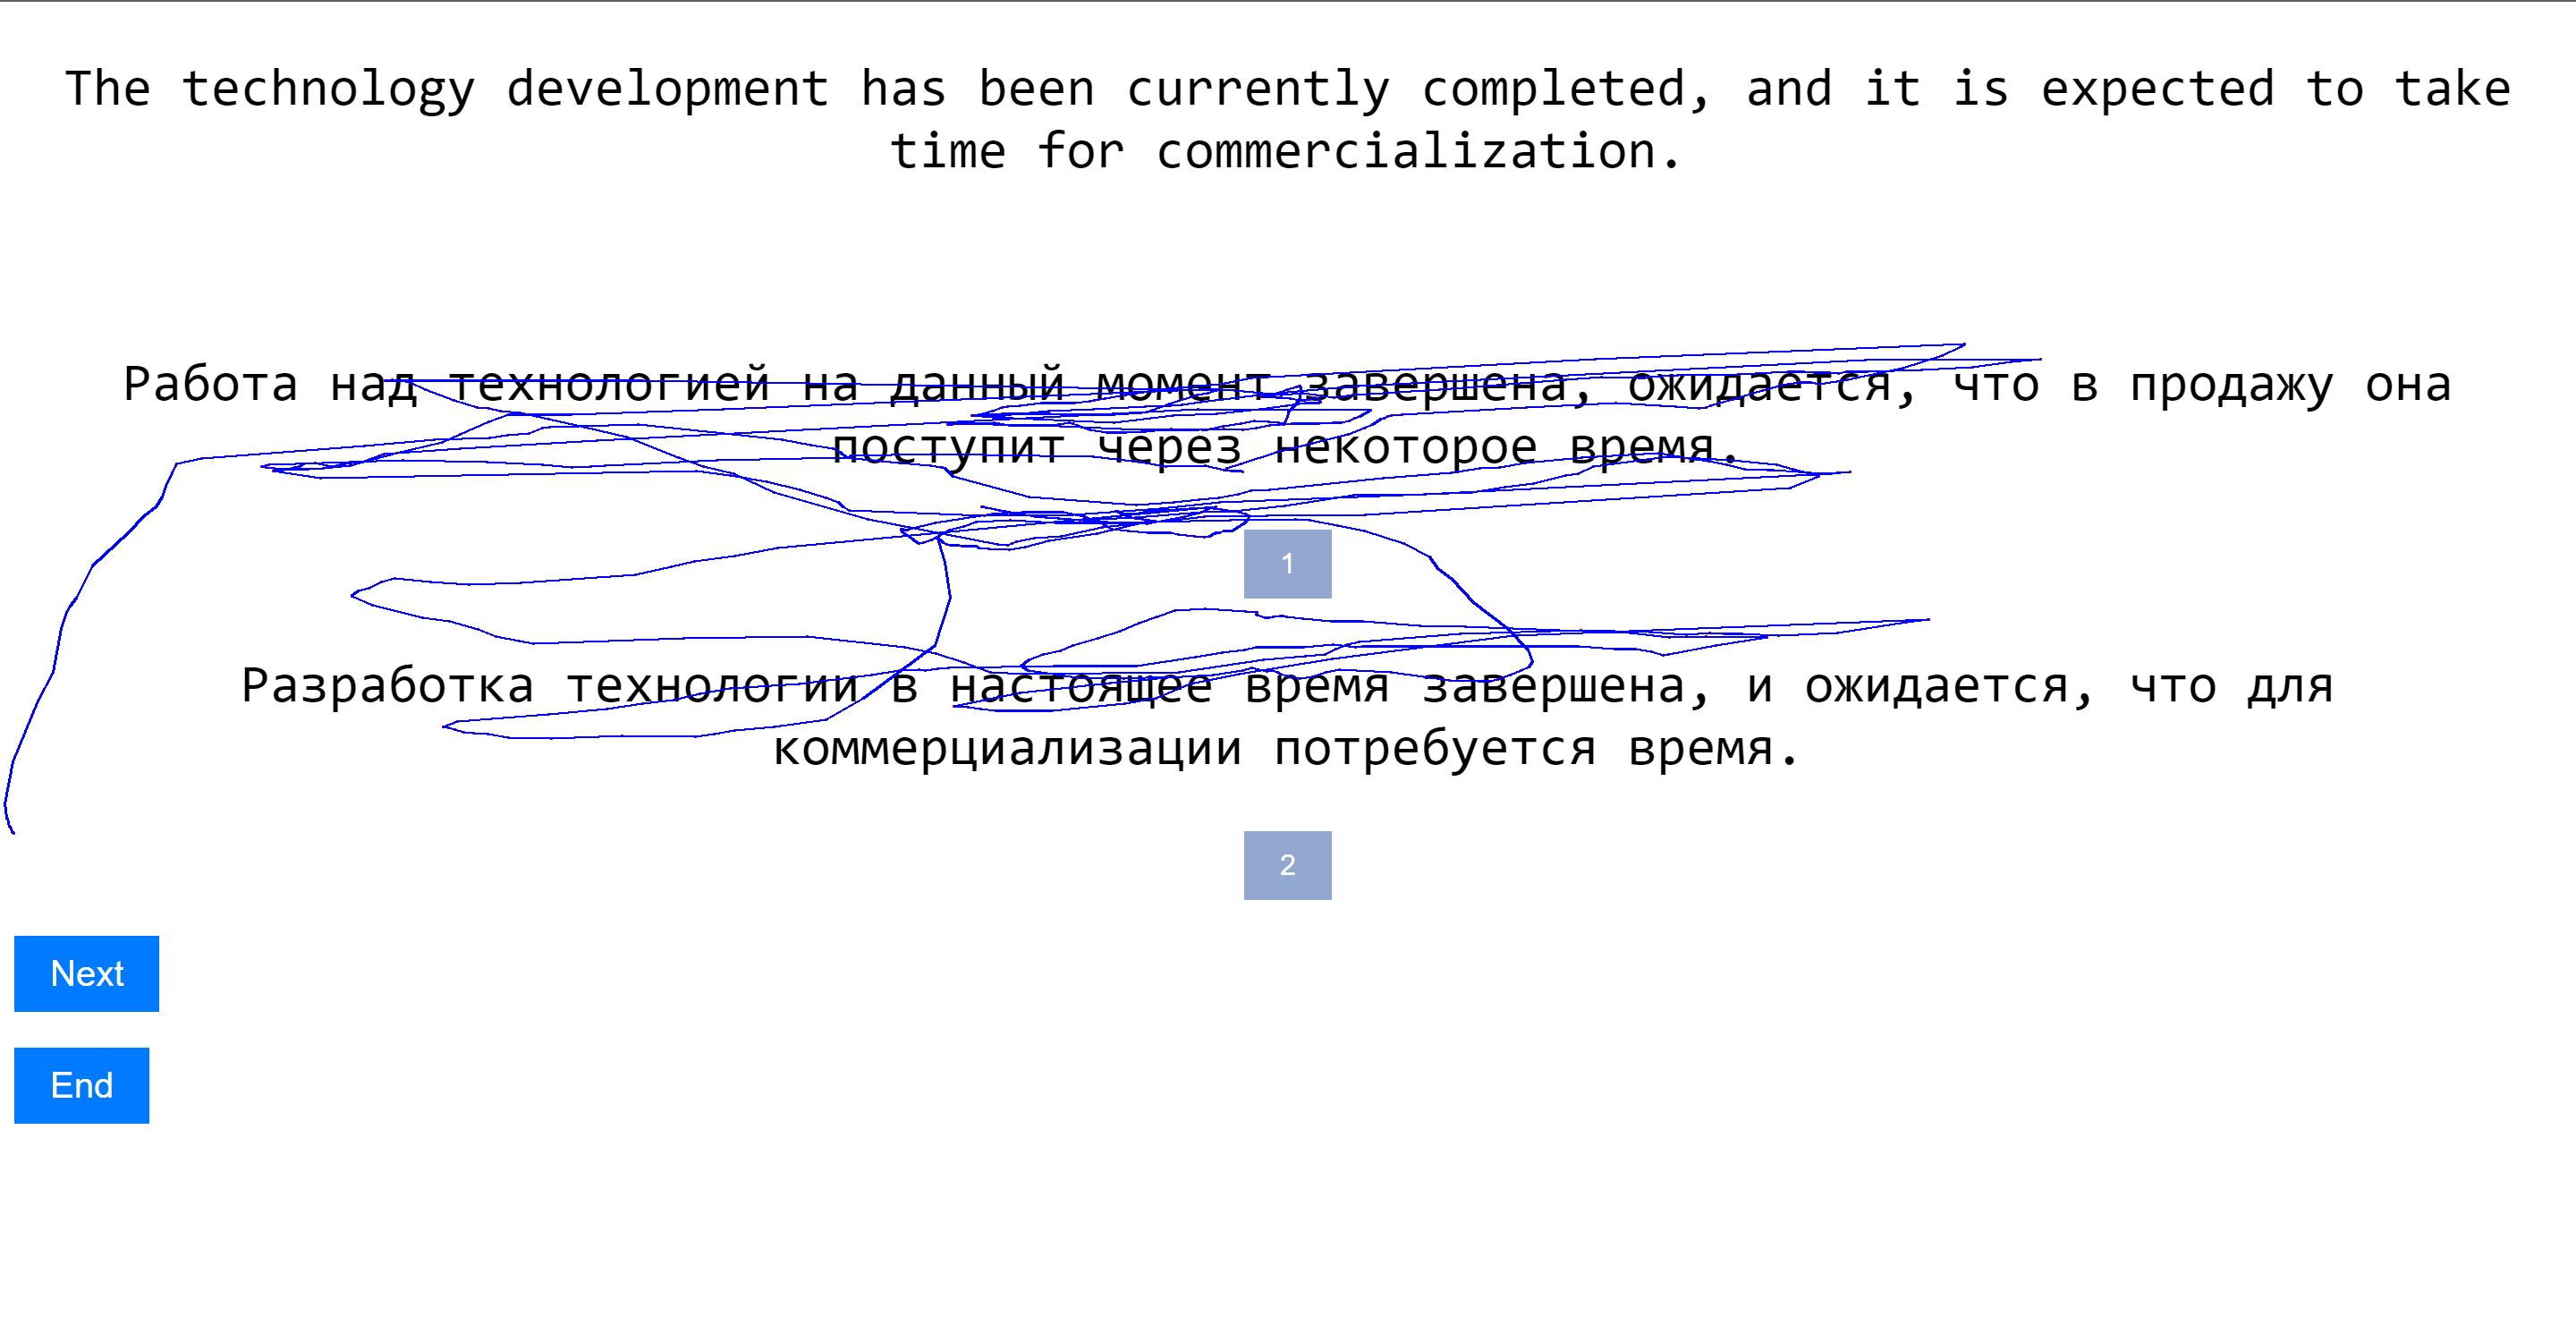 The technology development has been currently completed, and it is expected to take
time for commercialization.
Работа над технологией на данный момент завершена, ожидается, что в продажу она
поступит через некоторое время.
1
Разработка технологии в настоящее время завершена, и ожидается, что для
коммерциализации потребуется время.
2
Next
End